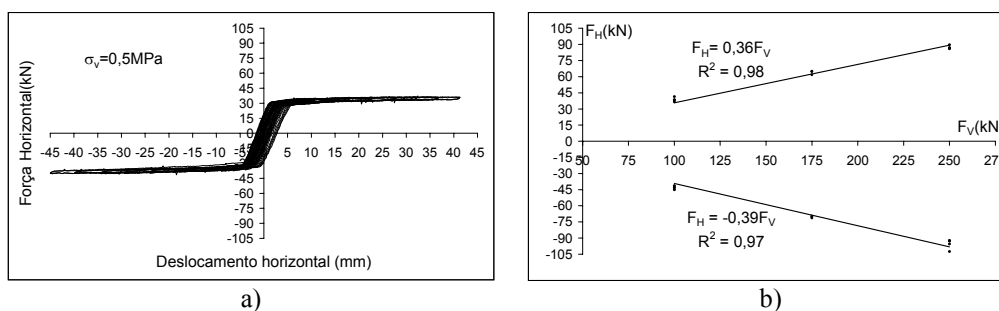 105
90
75
60
45
30
15
0
-15
-30
-45
-60
-75
-90
-105
-45 -40 -35 -30 -25 -20 -15 -10 -5 5 10 15 20 25 30 35 40 45
σv=0,5MPa
Força Horizontal(kN)
Deslocamento horizontal (mm)
a)
FH(kN)
105
90
75
60
45
30
15
0
-15
-30
-45
-60
-75
-90
-105
50 75 100 125 150 175 200 225 250 27
FV(kN
FH= 0,36FV
R² = 0,98
FH = -0,39FV
R² = 0,97
b)